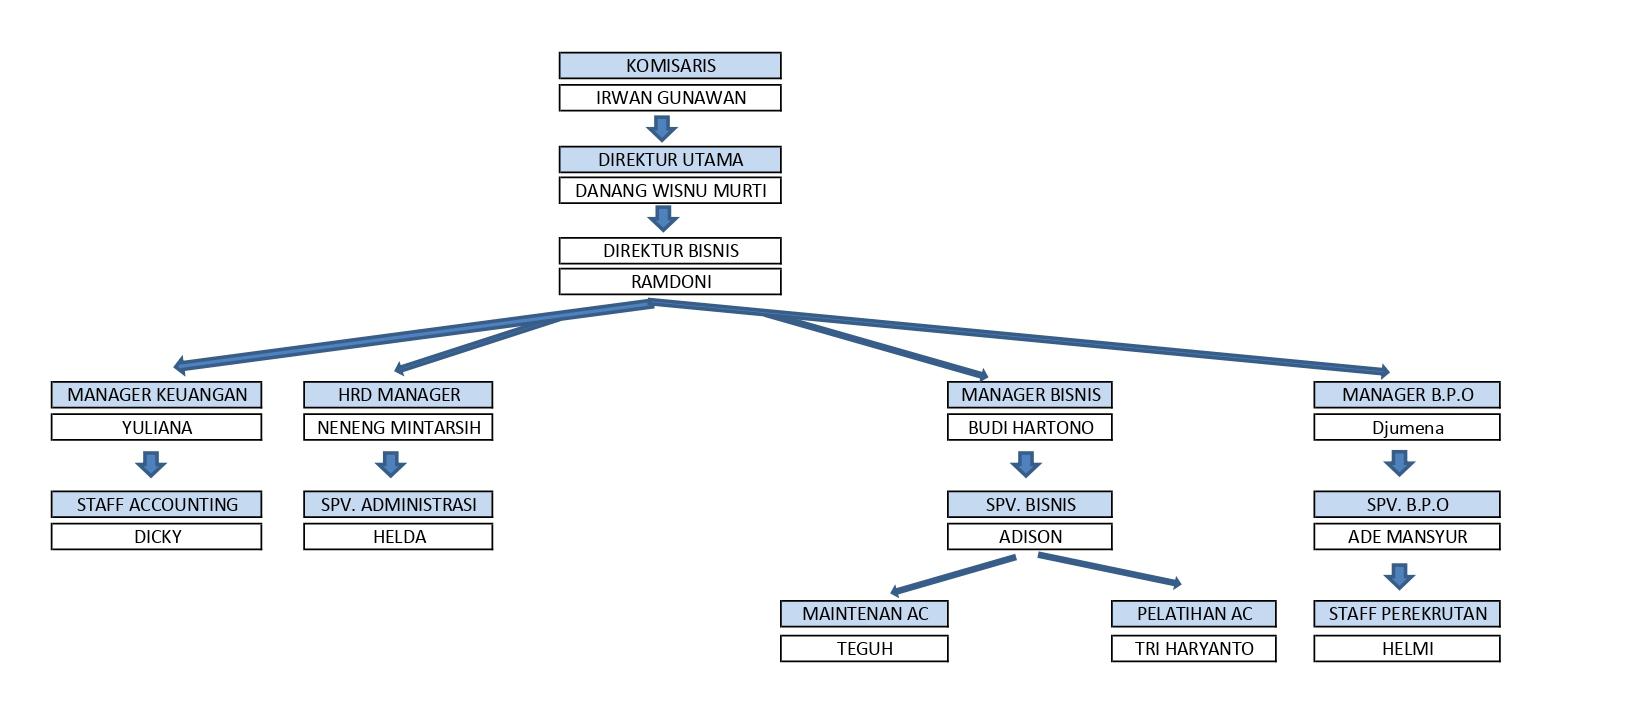 KOMISARIS
IRWAN GUNAWAN
DIREKTUR UTAMA
DANANG WISNU MURTI
DIREKTUR BISNIS
RAMDONI
MANAGER KEUANGAN
YULIANA
HRD MANAGER
NENENG MINTARSIH
MANAGER BISNIS
BUDI HARTONO
MANAGER B.P.O
Djumena
STAFF ACCOUNTING
DICKY
SPV. ADMINISTRASI
HELDA
SPV. BISNIS
ADISON
SPV. B.P.O
ADE MANSYUR
MAINTENAN AC
TEGUH
PELATIHAN AC
TRI HARYANTO
STAFF PEREKRUTAN
HELMI